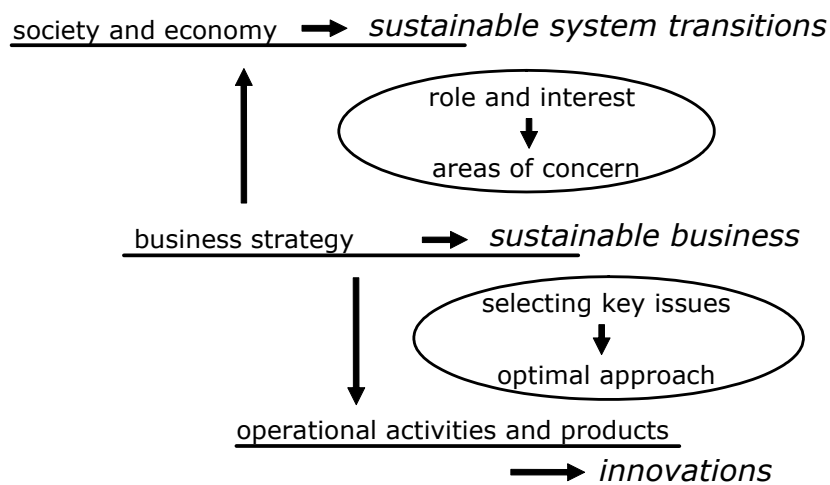 society and economy
sustainable system transitions
role and interest
areas of concern
business strategy
sustainable business
selecting key issues
optimal approach
operational activities and products
innovations